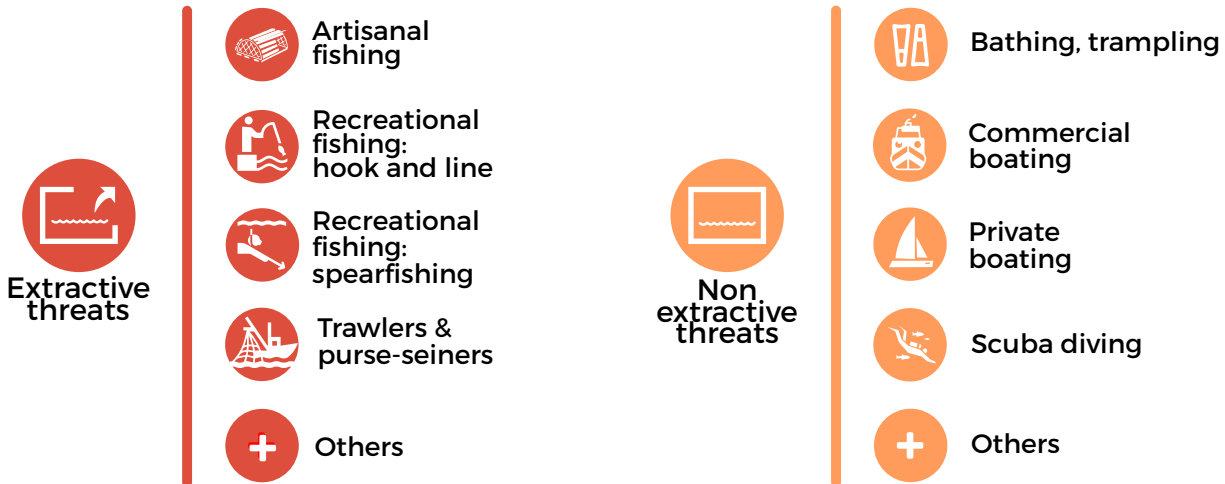 Extractive
threats
Artisanal
fishing
Recreational
fishing:
hook and line
Recreational
fishing:
spearfishing
Trawlers &
purse-seiners
Others
Non
extractive
threats
Bathing, trampling
Commercial
boating
Private
boating
Scuba diving
Others